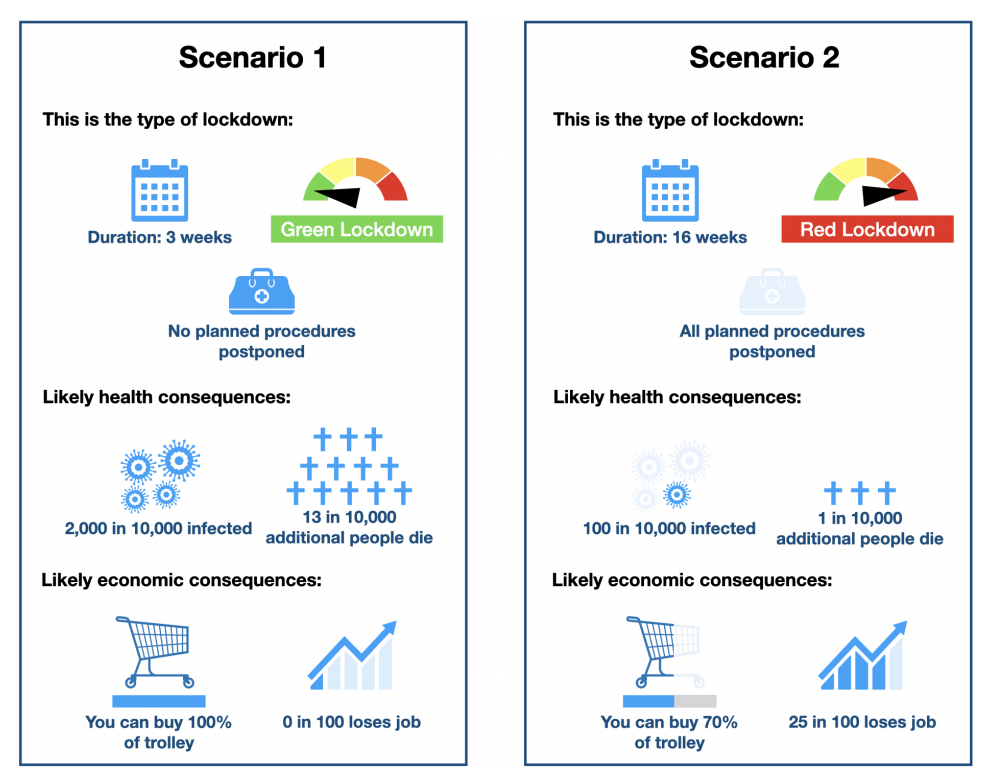 Scenario 1
This is the type of lockdown:
Duration: 3 weeks
Green Lockdown
No planned procedures
postponed
Likely health consequences:
2,000 in 10,000 infected
13 in 10,000
additional people die
Likely economic consequences:
You can buy 100%
of trolley
0 in 100 loses job
Scenario 2
This is the type of lockdown:
Duration: 16 weeks
Red Lockdown
All planned procedures
postponed
Likely health consequences:
100 in 10,000 infected
1 in 10,000
additional people die
Likely economic consequences:
You can buy 70%
of trolley
25 in 100 loses job